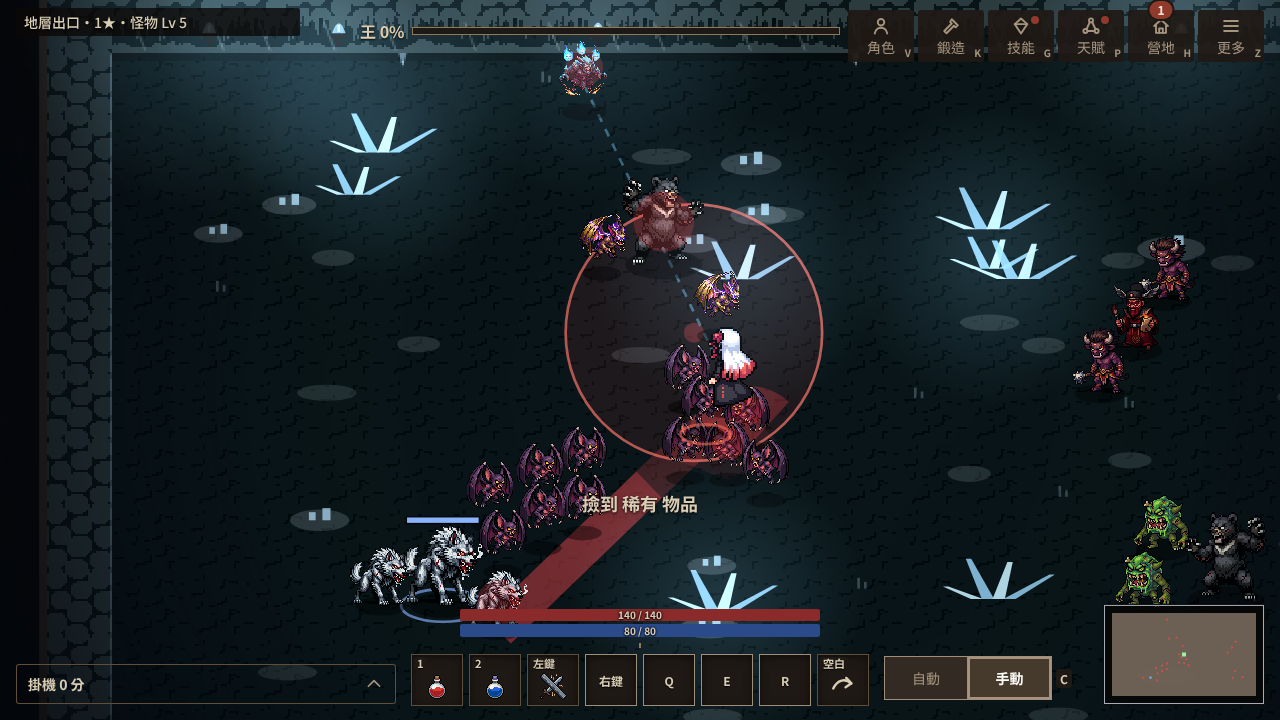 地層出口・1★・怪物 Lv 5
王 0%
角色 V
鍛造 K
技能 G
天賦 P
1
營地 H
更多 Z
撿到 稀有 物品
140 / 140
80 / 80
掛機 0 分
1
2
左鍵
右鍵
Q
E
R
空白
自動
手動
C